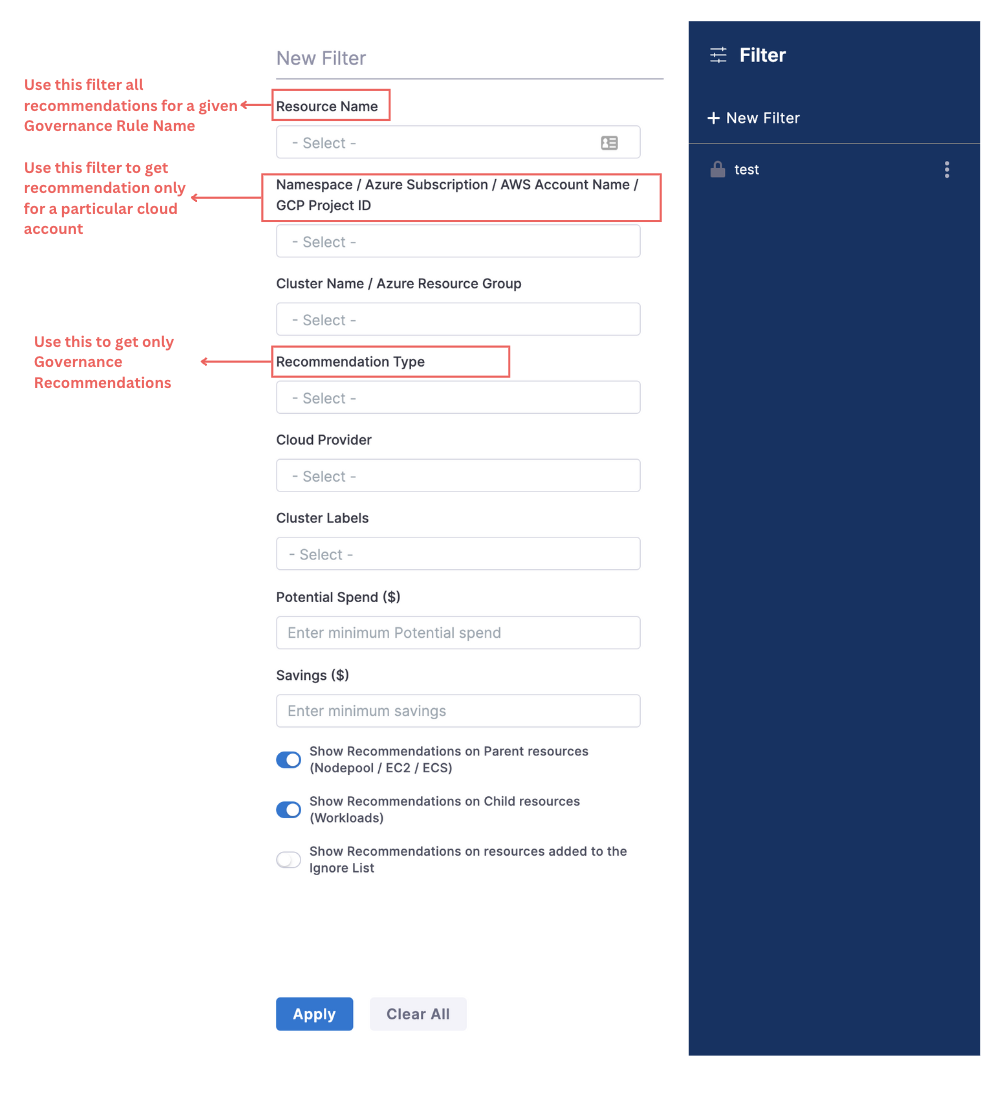 New Filter
Use this filter all
recommendations for a given
Governance Rule Name
Resource Name
- Select -
Use this filter to get
recommendation only
for a particular cloud
account
Namespace / Azure Subscription / AWS Account Name /
GCP Project ID
- Select -
Cluster Name / Azure Resource Group
- Select -
Use this to get only
Governance
Recommendations
Recommendation Type
- Select -
Cloud Provider
- Select -
Cluster Labels
- Select -
Potential Spend ($)
Enter minimum Potential spend
Savings ($)
Enter minimum savings
Show Recommendations on Parent resources
(Nodepool / EC2 / ECS)
Show Recommendations on Child resources
(Workloads)
Show Recommendations on resources added to the
Ignore List
Apply
Clear All
Filter
+ New Filter
test